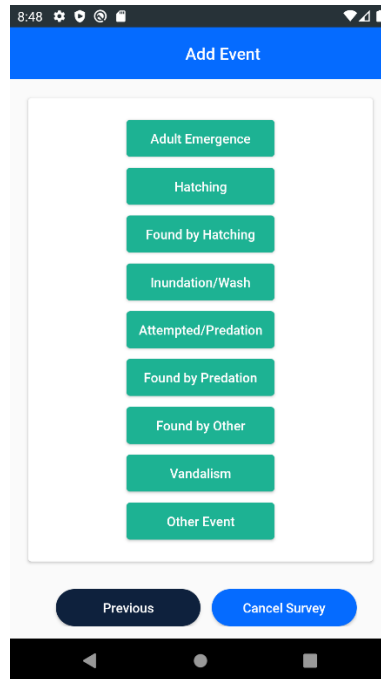 8:48
Add Event
Adult Emergence
Hatching
Found by Hatching
Inundation/Wash
Attempted/Predation
Found by Predation
Found by Other
Vandalism
Other Event
Previous
Cancel Survey